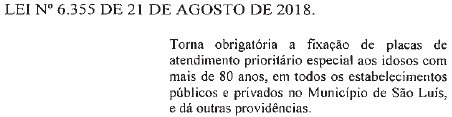 LEI Nº 6.355 DE 21 DE AGOSTO DE 2018.
Torna obrigatória a fixação de placas de
atendimento prioritário especial aos idosos com
mais de 80 anos, em todos os estabelecimentos
públicos e privados no Município de São Luís,
e dá outras providências.